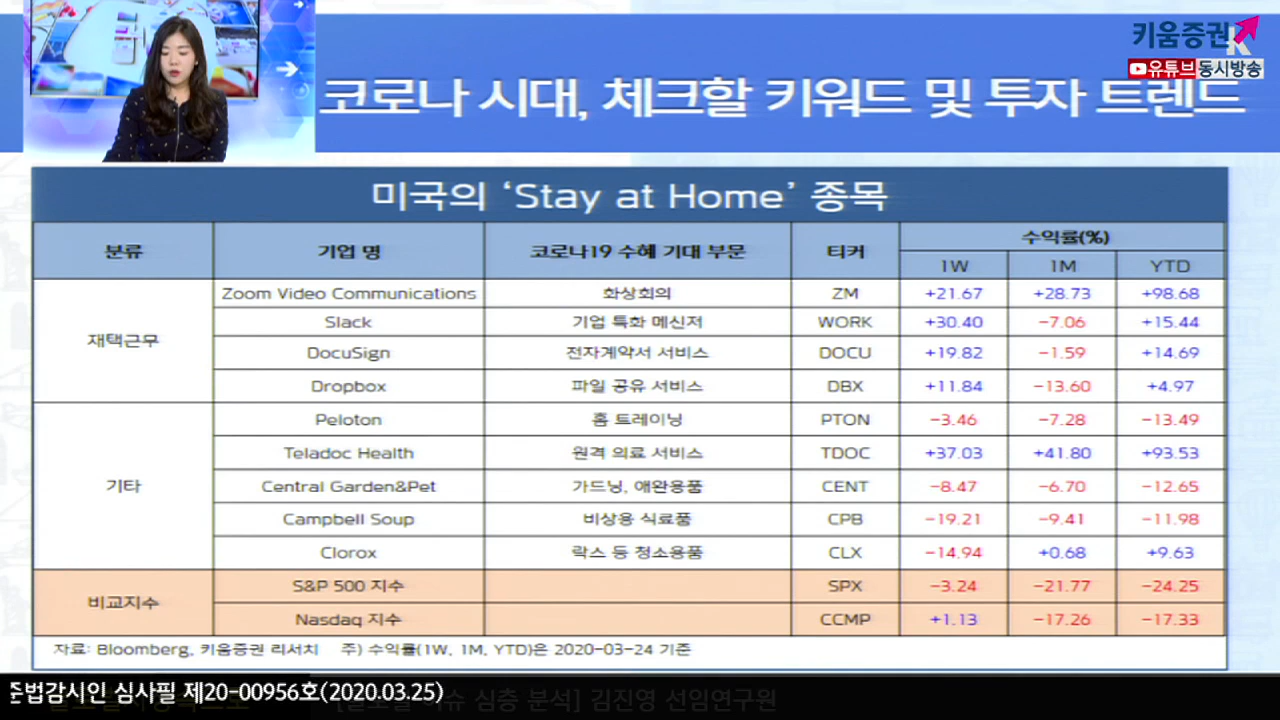 키움증권
유튜브 동시방송
코로나 시대, 체크할 키워드 및 투자 트렌드
미국의 ‘Stay at Home’ 종목
분류 기업 명 코로나19 수혜 기대 부문 티커 수익률(%)
1W 1M YTD
재택근무
Zoom Video Communications 화상회의 ZM +21.67 +28.73 +98.68
Slack 기업 특화 메신저 WORK +30.40 -7.06 +15.44
DocuSign 전자계약서 서비스 DOCU +19.82 -1.59 +14.69
Dropbox 파일 공유 서비스 DBX +11.84 -13.60 +4.97
기타
Peloton 홈 트레이닝 PTON -3.46 -7.28 -13.49
Teladoc Health 원격 의료 서비스 TDOC +37.03 +41.80 +93.53
Central Garden&Pet 가드닝, 애완용품 CENT -8.47 -6.70 -12.65
Campbell Soup 비상용 식료품 CPB -19.21 -9.41 -11.98
Clorox 락스 등 청소용품 CLX -14.94 +0.68 +9.63
비교지수
S&P 500 지수 SPX -3.24 -21.77 -24.25
Nasdaq 지수 CCMP +1.13 -17.26 -17.33
자료: Bloomberg, 키움증권 리서치 주) 수익률(1W, 1M, YTD)은 2020-03-24 기준
준법감시인 심사필 제20-00956호(2020.03.25)
이슈 심층 분석] 김진영 선임연구원